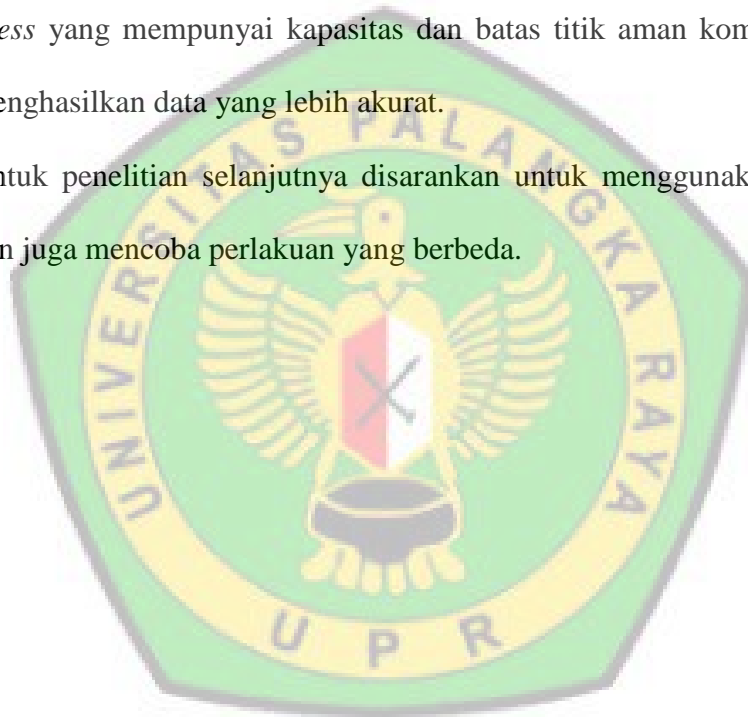 ess yang mempunyai kapasitas dan batas titik aman kom
enghasilkan data yang lebih akurat.
ntuk penelitian selanjutnya disarankan untuk menggunak
n juga mencoba perlakuan yang berbeda.
UNIVERSITAS PALANGKA RAYA
UPR